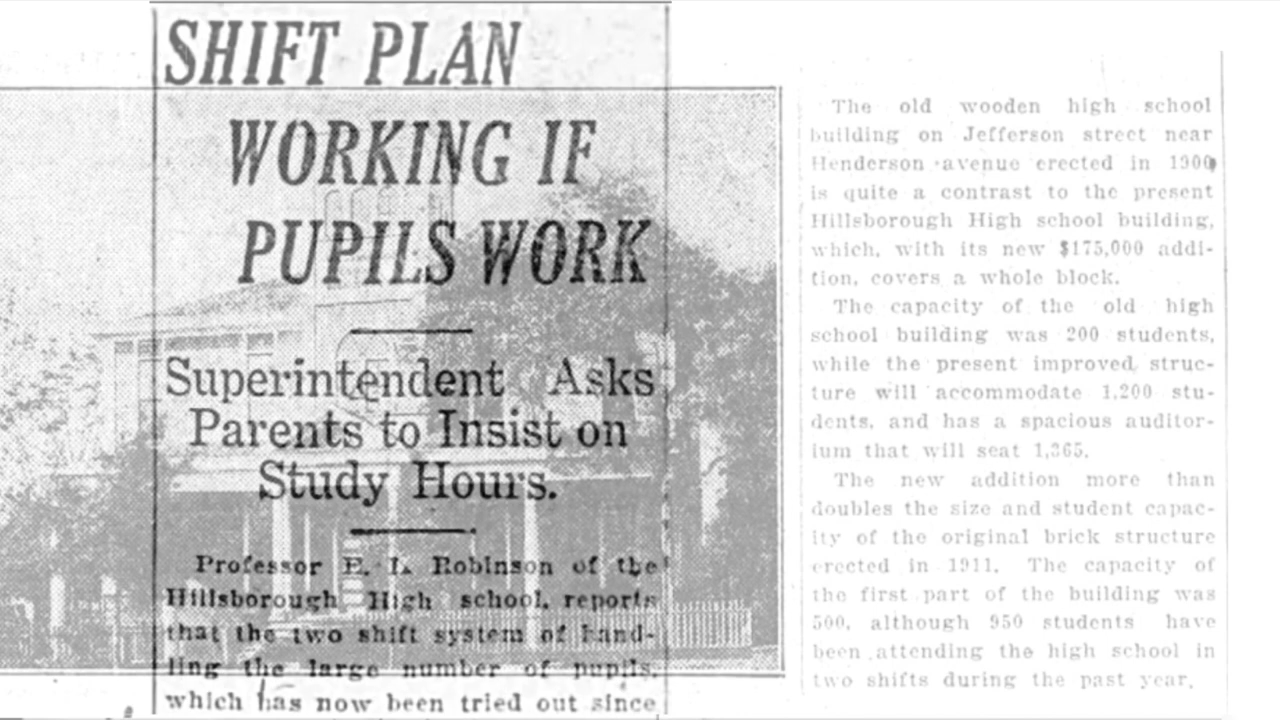 SHIFT PLAN
WORKING IF
PUPILS WORK
Superintendent Asks
Parents to Insist on
Study Hours.
Professor E. L. Robinson of the
Hillsborough High school, reports
that the two shift system of hand-
ling the large number of pupils,
which has now been tried out since
The old wooden high school
building on Jefferson street near
Henderson avenue erected in 1900
is quite a contrast to the present
Hillsborough High school building,
which, with its new $175,000 addi-
tion, covers a whole block.
The capacity of the old high
school building was 200 students,
while the present improved struc-
ture will accommodate 1,200 stu-
dents, and has a spacious auditor-
ium that will seat 1,365.
The new addition more than
doubles the size and student capac-
ity of the original brick structure
erected in 1911. The capacity of
the first part of the building was
500, although 950 students have
been attending the high school in
two shifts during the past year.